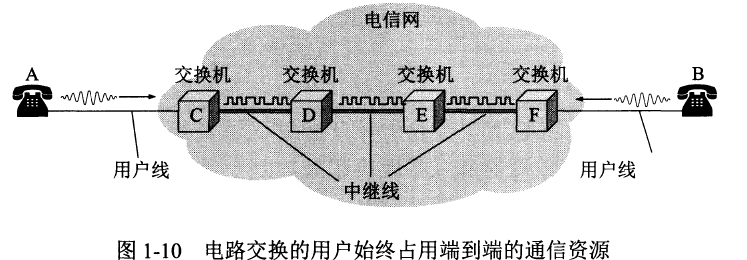 电信网
A
交换机
交换机
交换机
交换机
B
C
D
E
F
用户线
中继线
用户线
图 1-10 电路交换的用户始终占用端到端的通信资源